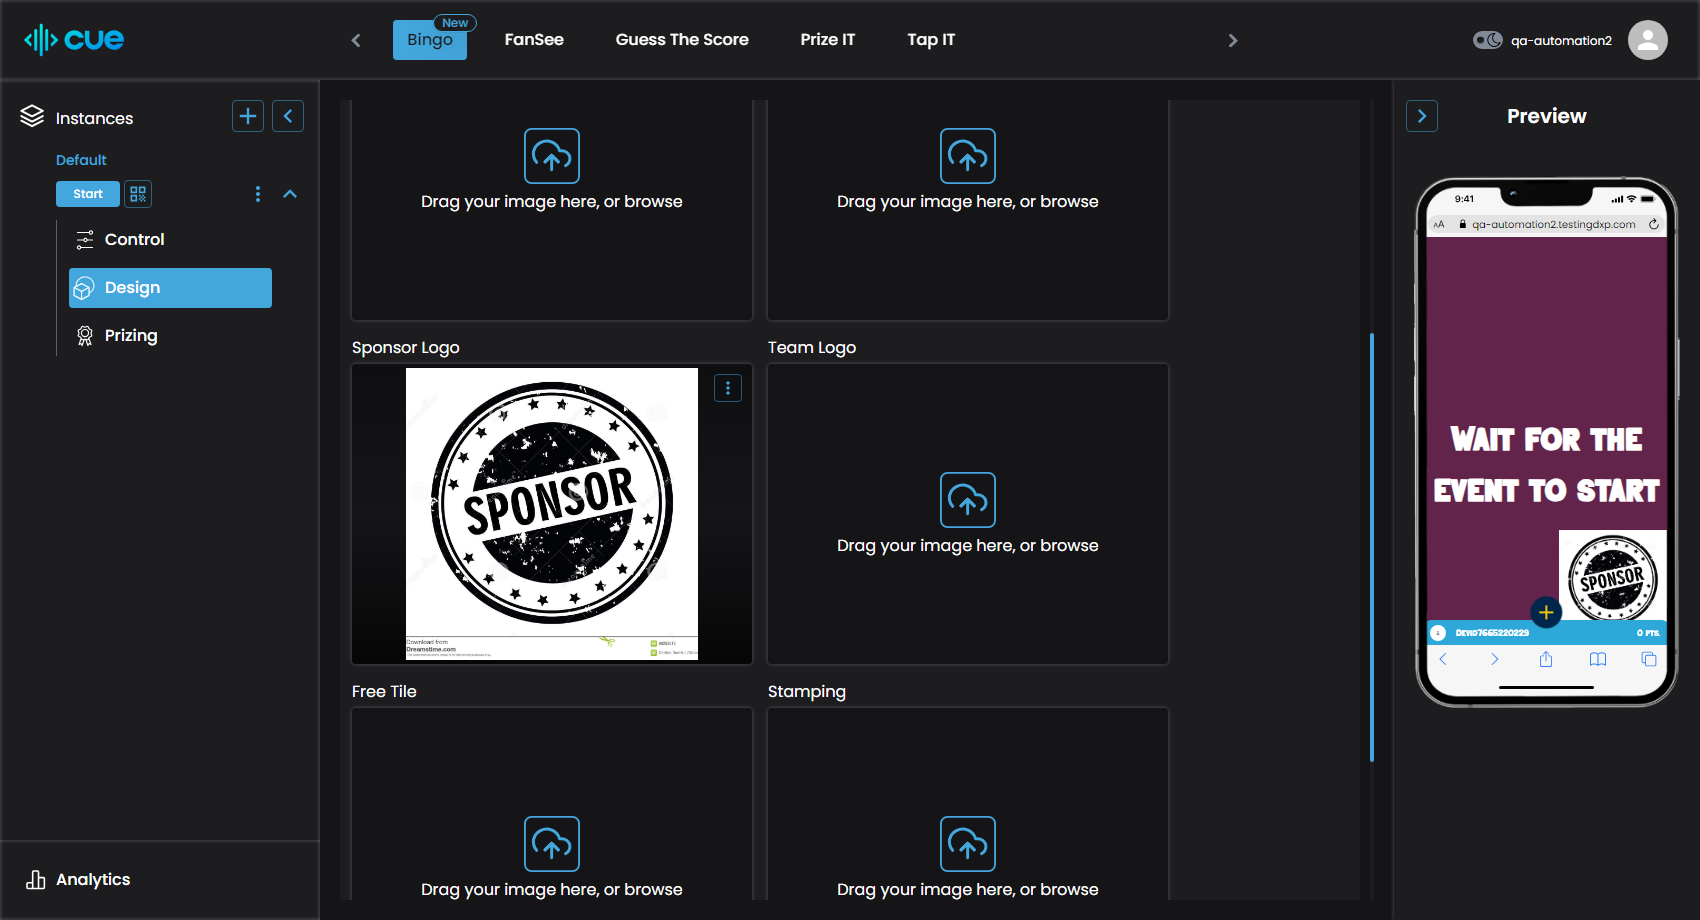 cue
Bingo
New
FanSee
Guess The Score
Prize IT
Tap IT
qa-automation2
Instances
Default
Start
Control
Design
Prizing
Analytics
Drag your image here, or browse
Drag your image here, or browse
Sponsor Logo
Team Logo
SPONSOR
Download from
Dreamstime.com
Drag your image here, or browse
Free Tile
Stamping
Drag your image here, or browse
Drag your image here, or browse
Preview
9:41
AA
qa-automation2.testingdxp.com
WAIT FOR THE
EVENT TO START
SPONSOR
DEVID7665220229
0 PTS.